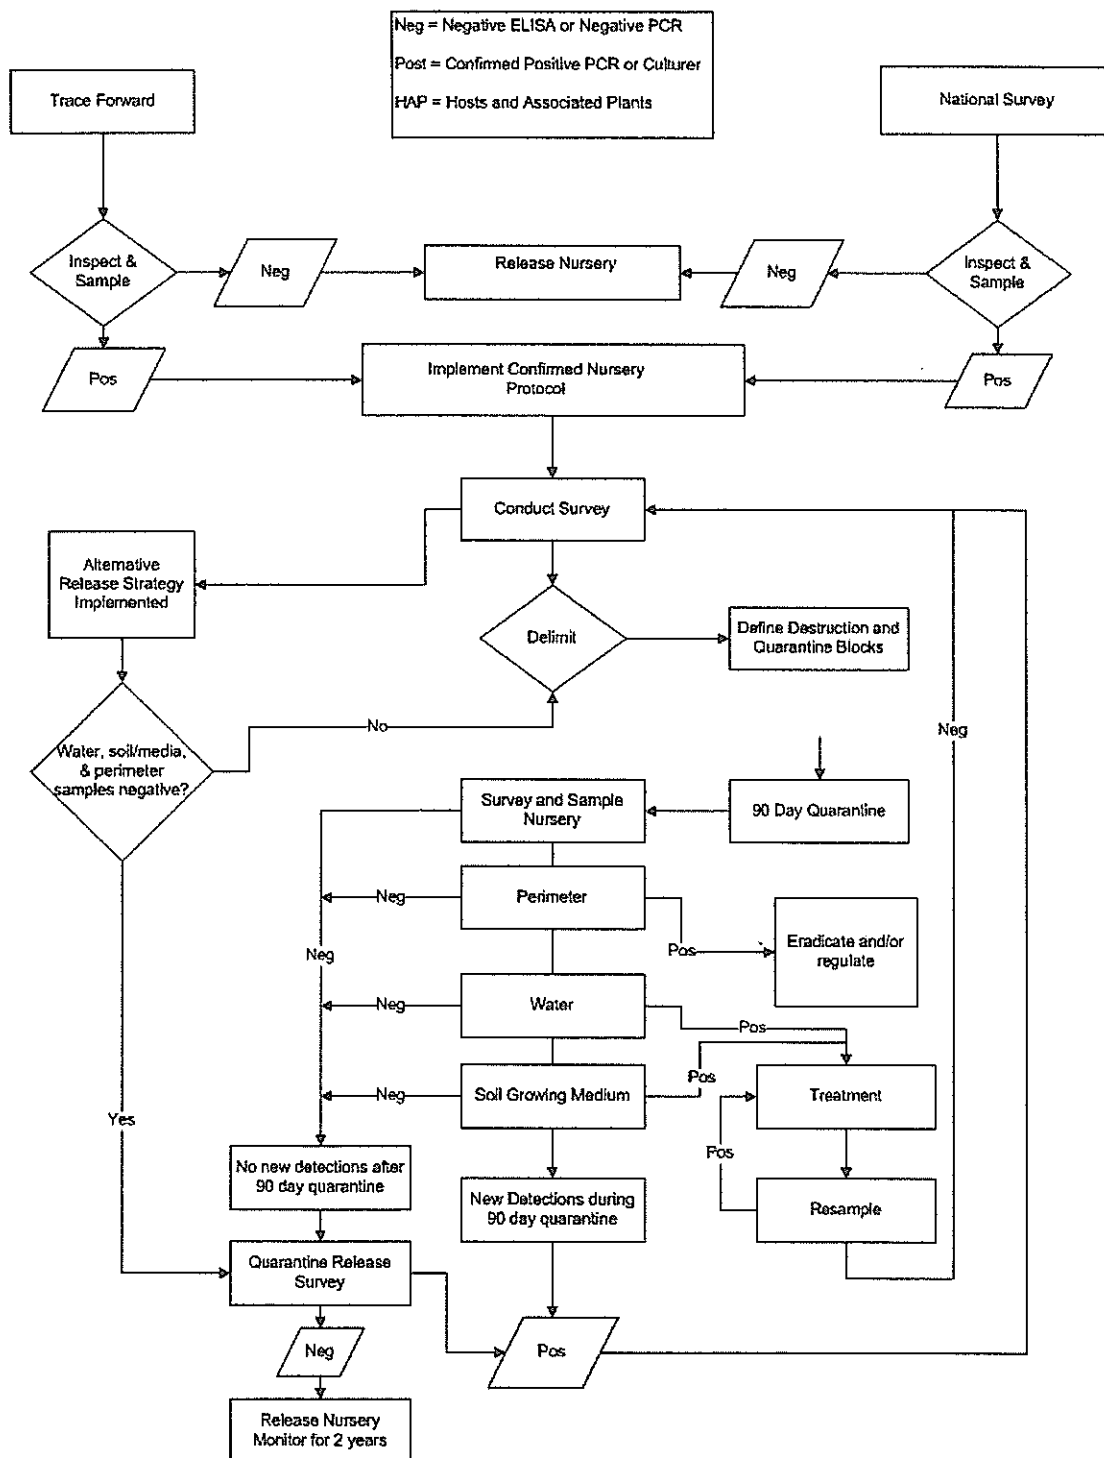 Neg = Negative ELISA or Negative PCR
Post = Confirmed Positive PCR or Culturer
HAP = Hosts and Associated Plants
Trace Forward
National Survey
Inspect &
Sample
Neg
Release Nursery
Neg
Inspect &
Sample
Pos
Implement Confirmed Nursery
Protocol
Pos
Conduct Survey
Alternative
Release Strategy
Implemented
Delimit
Define Destruction and
Quarantine Blocks
No
Neg
Water, soil/media,
& perimeter
samples negative?
Survey and Sample
Nursery
90 Day Quarantine
Neg
Perimeter
Pos
Eradicate and/or
regulate
Neg
Neg
Water
Pos
Neg
Soil Growing Medium
Pos
Treatment
Yes
Pos
No new detections after
90 day quarantine
New Detections during
90 day quarantine
Resample
Quarantine Release
Survey
Neg
Pos
Release Nursery
Monitor for 2 years